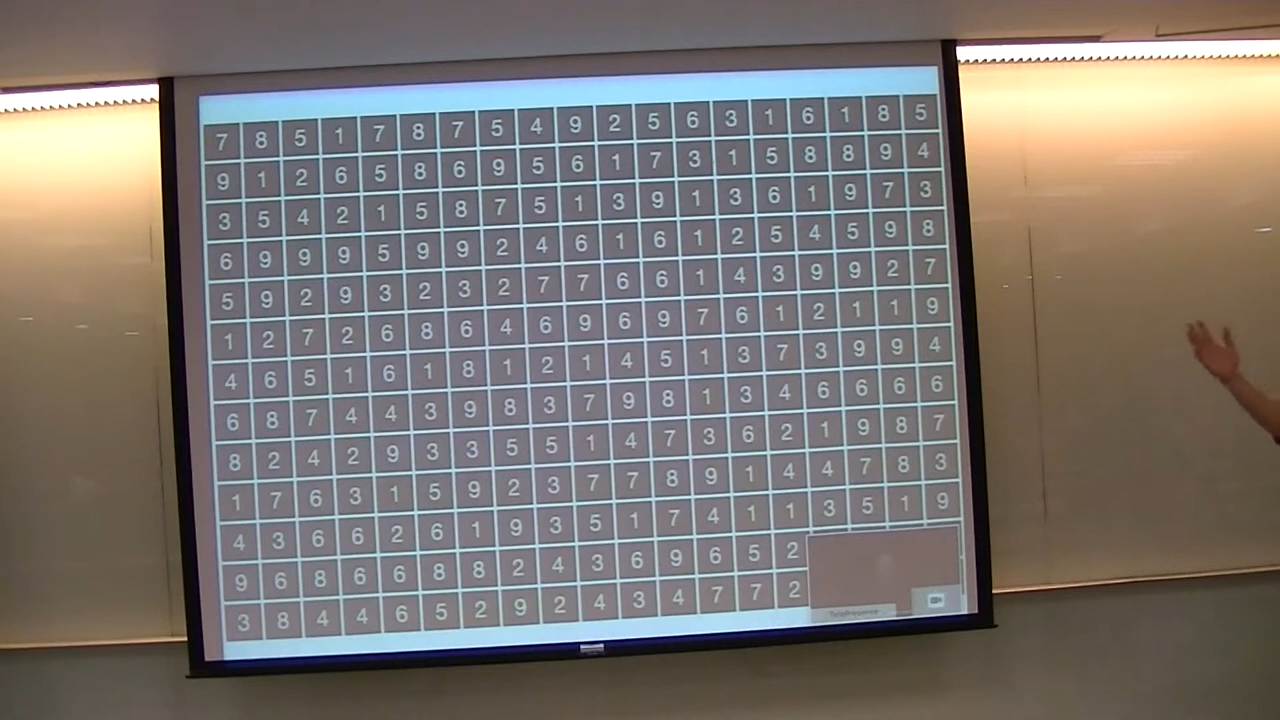 7 8 5 1 7 8 7 5 4 9 2 5 6 3 1 6 1 8 5
9 1 2 6 5 8 6 9 5 6 1 7 3 1 5 8 8 9 4
3 5 4 2 1 5 8 7 5 1 3 9 1 3 6 1 9 7 3
6 9 9 9 5 9 9 2 4 6 1 6 1 2 5 4 5 9 8
5 9 2 9 3 2 3 2 7 7 6 6 1 4 3 9 9 2 7
1 2 7 2 6 8 6 4 6 9 6 9 7 6 1 2 1 1 9
4 6 5 1 6 1 8 1 2 1 4 5 1 3 7 3 9 9 4
6 8 7 4 4 3 9 8 3 7 9 8 1 3 4 6 6 6 6
8 2 4 2 9 3 3 5 5 1 4 7 3 6 2 1 9 8 7
1 7 6 3 1 5 9 2 3 7 7 8 9 1 4 4 7 8 3
4 3 6 6 2 6 1 9 3 5 1 7 4 1 1 3 5 1 9
9 6 8 6 6 8 8 2 4 3 6 9 6 5 2
3 8 4 4 6 5 2 9 2 4 3 4 7 7 2
TelePresence